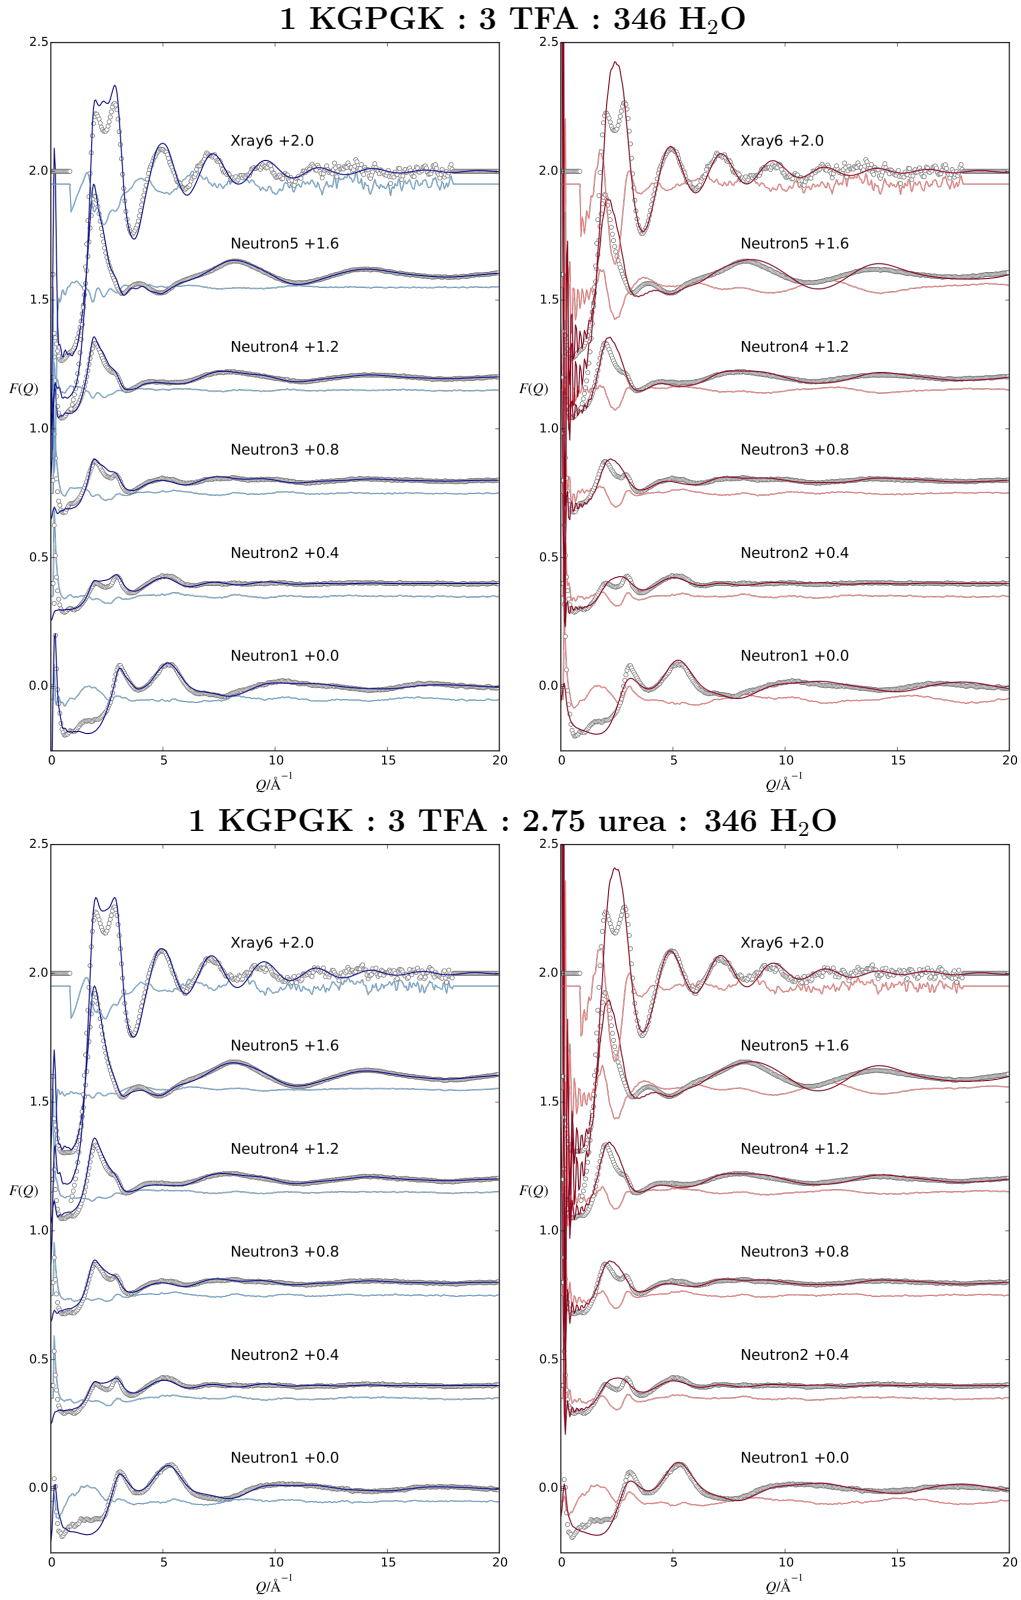 1 KGPGK : 3 TFA : 346 H₂O
2.5
2.0
1.5
1.0
0.5
0.0
F(Q)
Xray6 +2.0
Neutron5 +1.6
Neutron4 +1.2
Neutron3 +0.8
Neutron2 +0.4
Neutron1 +0.0
0 5 10 15 20
Q/Å⁻¹
2.5
2.0
1.5
1.0
0.5
0.0
F(Q)
Xray6 +2.0
Neutron5 +1.6
Neutron4 +1.2
Neutron3 +0.8
Neutron2 +0.4
Neutron1 +0.0
0 5 10 15 20
Q/Å⁻¹
1 KGPGK : 3 TFA : 2.75 urea : 346 H₂O
2.5
2.0
1.5
1.0
0.5
0.0
F(Q)
Xray6 +2.0
Neutron5 +1.6
Neutron4 +1.2
Neutron3 +0.8
Neutron2 +0.4
Neutron1 +0.0
0 5 10 15 20
Q/Å⁻¹
2.5
2.0
1.5
1.0
0.5
0.0
F(Q)
Xray6 +2.0
Neutron5 +1.6
Neutron4 +1.2
Neutron3 +0.8
Neutron2 +0.4
Neutron1 +0.0
0 5 10 15 20
Q/Å⁻¹